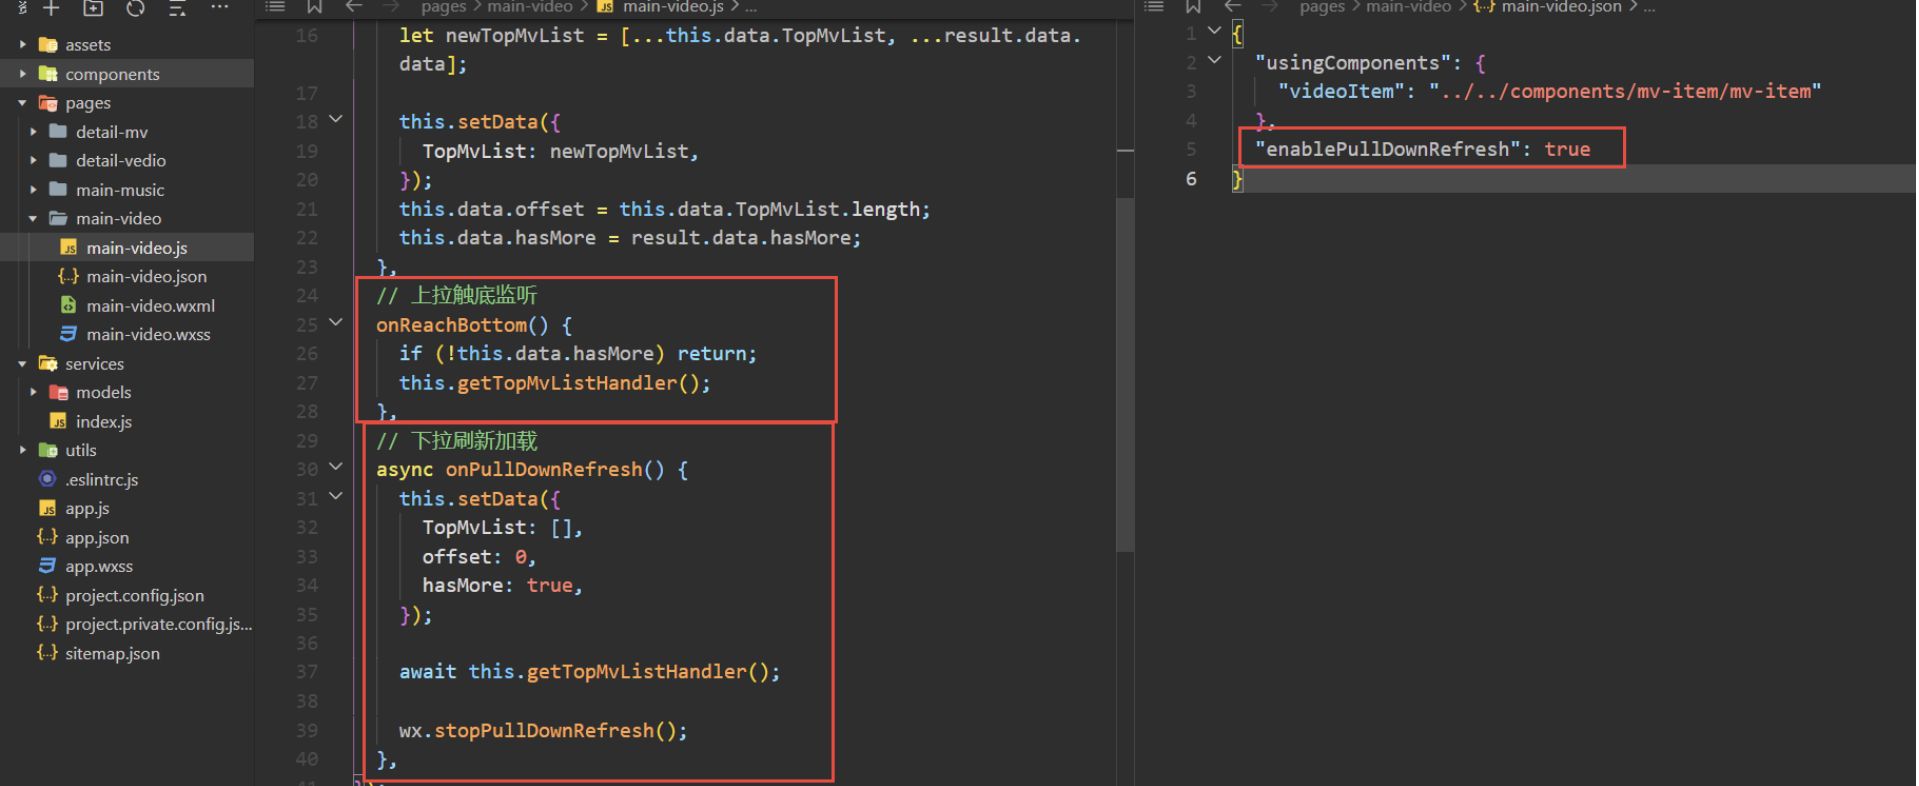 assets
components
pages
detail-mv
detail-vedio
main-music
main-video
main-video.js
main-video.json
main-video.wxml
main-video.wxss
services
models
index.js
utils
.eslintrc.js
app.js
app.json
app.wxss
project.config.json
project.private.config.js...
sitemap.json
pages > main-video > main-video.js > ...
16 let newTopMvList = [...this.data.TopMvList, ...result.data.
data];
17
18 this.setData({
19 TopMvList: newTopMvList,
20 });
21 this.data.offset = this.data.TopMvList.length;
22 this.data.hasMore = result.data.hasMore;
23 },
24 // 上拉触底监听
25 onReachBottom() {
26 if (!this.data.hasMore) return;
27 this.getTopMvListHandler();
28 },
29 // 下拉刷新加载
30 async onPullDownRefresh() {
31 this.setData({
32 TopMvList: [],
33 offset: 0,
34 hasMore: true,
35 });
36
37 await this.getTopMvListHandler();
38
39 wx.stopPullDownRefresh();
40 },
pages > main-video > {..} main-video.json > ...
1 {
2 "usingComponents": {
3 "videoItem": "../../components/mv-item/mv-item"
4 },
5 "enablePullDownRefresh": true
6 }